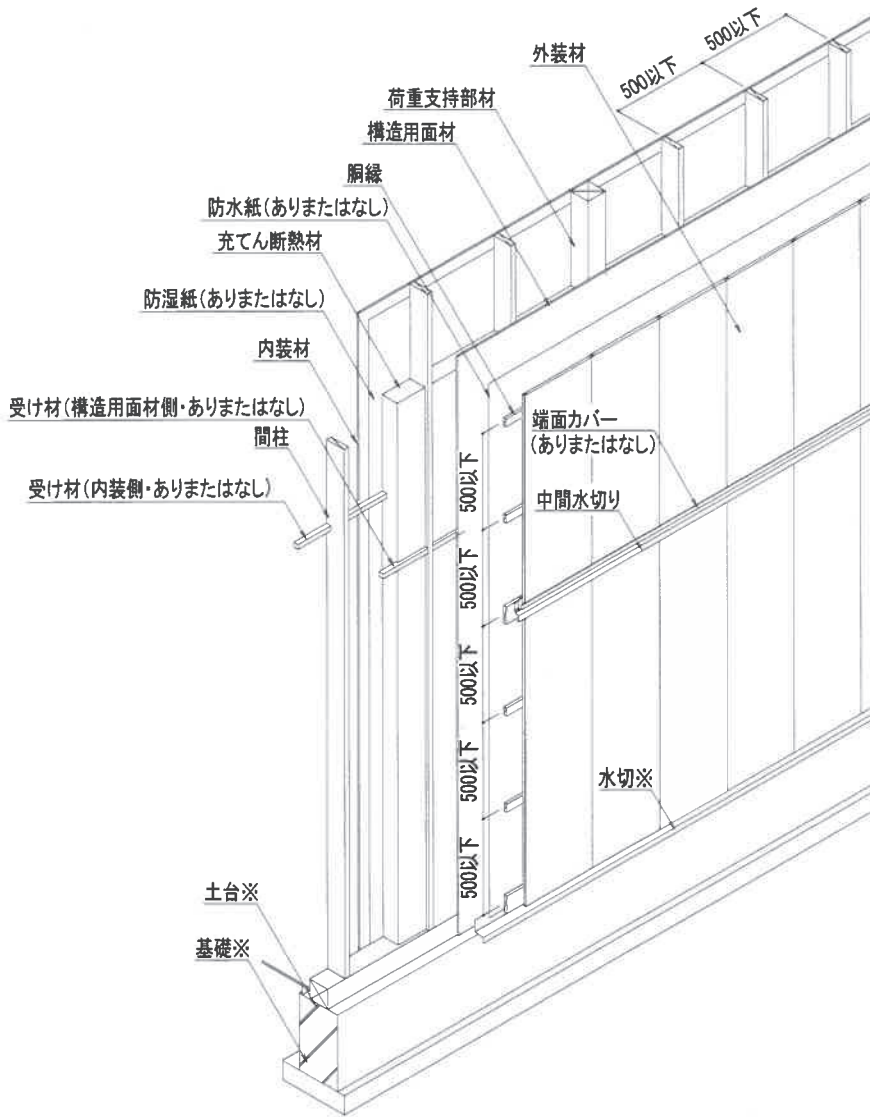 500以下
500以下
外装材
荷重支持部材
構造用面材
胴縁
防水紙(ありまたはなし)
充てん断熱材
防湿紙(ありまたはなし)
内装材
受け材(構造用面材側・ありまたはなし)
間柱
受け材(内装側・ありまたはなし)
端面カバー
(ありまたはなし)
中間水切り
500以下
500以下
500以下
500以下
500以下
水切※
土台※
基礎※